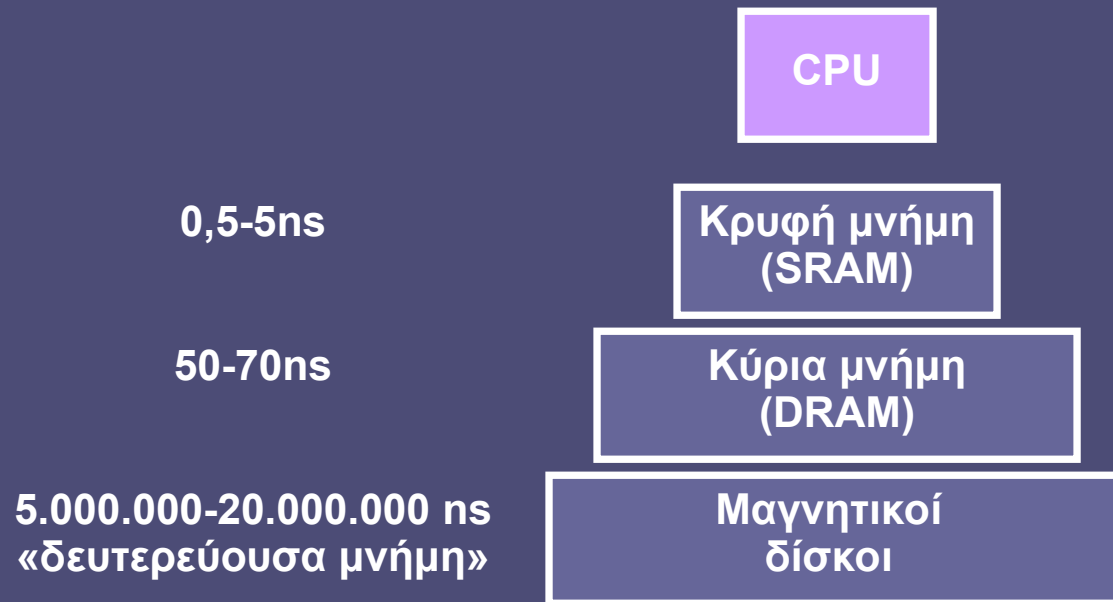 CPU
0,5-5ns
Κρυφή μνήμη
(SRAM)
50-70ns
Κύρια μνήμη
(DRAM)
5.000.000-20.000.000 ns
«δευτερεύουσα μνήμη»
Μαγνητικοί
δίσκοι